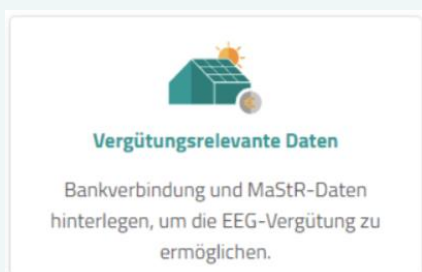 Vergütungsrelevante Daten
Bankverbindung und MaStR-Daten
hinterlegen, um die EEG-Vergütung zu
ermöglichen.